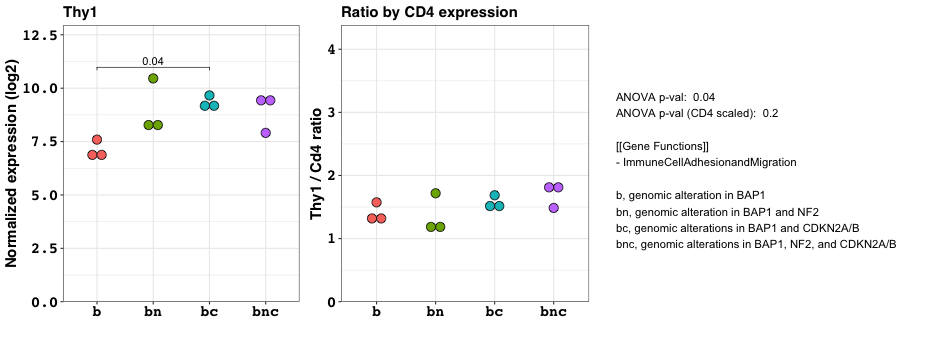 Thy1
Normalized expression (log2)
12.5
10.0
7.5
5.0
2.5
0.0
0.04
b bn bc bnc
Ratio by CD4 expression
Thy1 / Cd4 ratio
4
3
2
1
0
b bn bc bnc
ANOVA p-val: 0.04
ANOVA p-val (CD4 scaled): 0.2
[[Gene Functions]]
- ImmuneCellAdhesionandMigration
b, genomic alteration in BAP1
bn, genomic alteration in BAP1 and NF2
bc, genomic alterations in BAP1 and CDKN2A/B
bnc, genomic alterations in BAP1, NF2, and CDKN2A/B